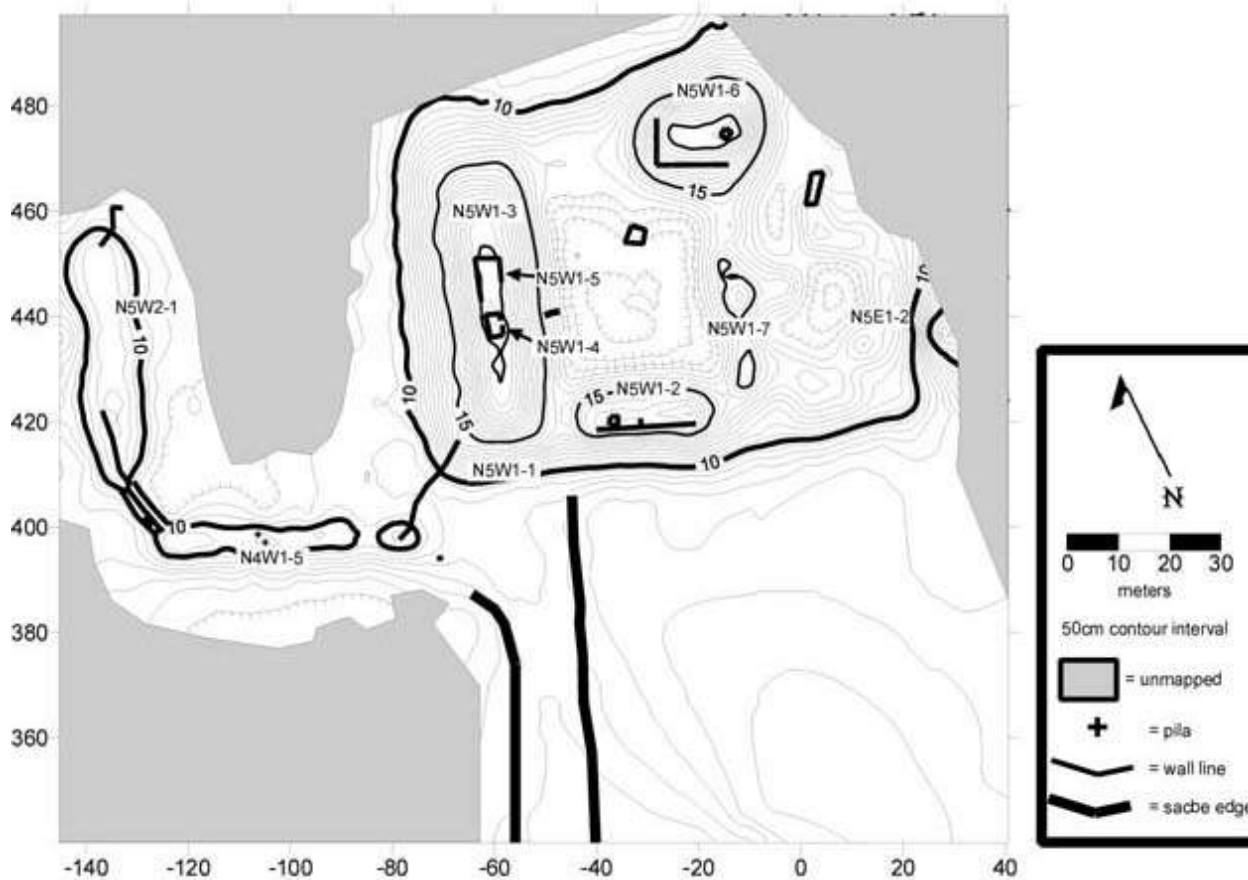 480
460
440
420
400
380
360
-140
-120
-100
-80
-60
-40
-20
0
20
40
10
N5W1-6
15
N5W1-3
N5W1-5
N5W2-1
10
N5W1-7
N5E1-2
N5W1-4
10
15
N5W1-2
15
N5W1-1
10
10
N4W1-5
N
0 10 20 30
meters
50cm contour interval
= unmapped
= pila
= wall line
= sacbe edge